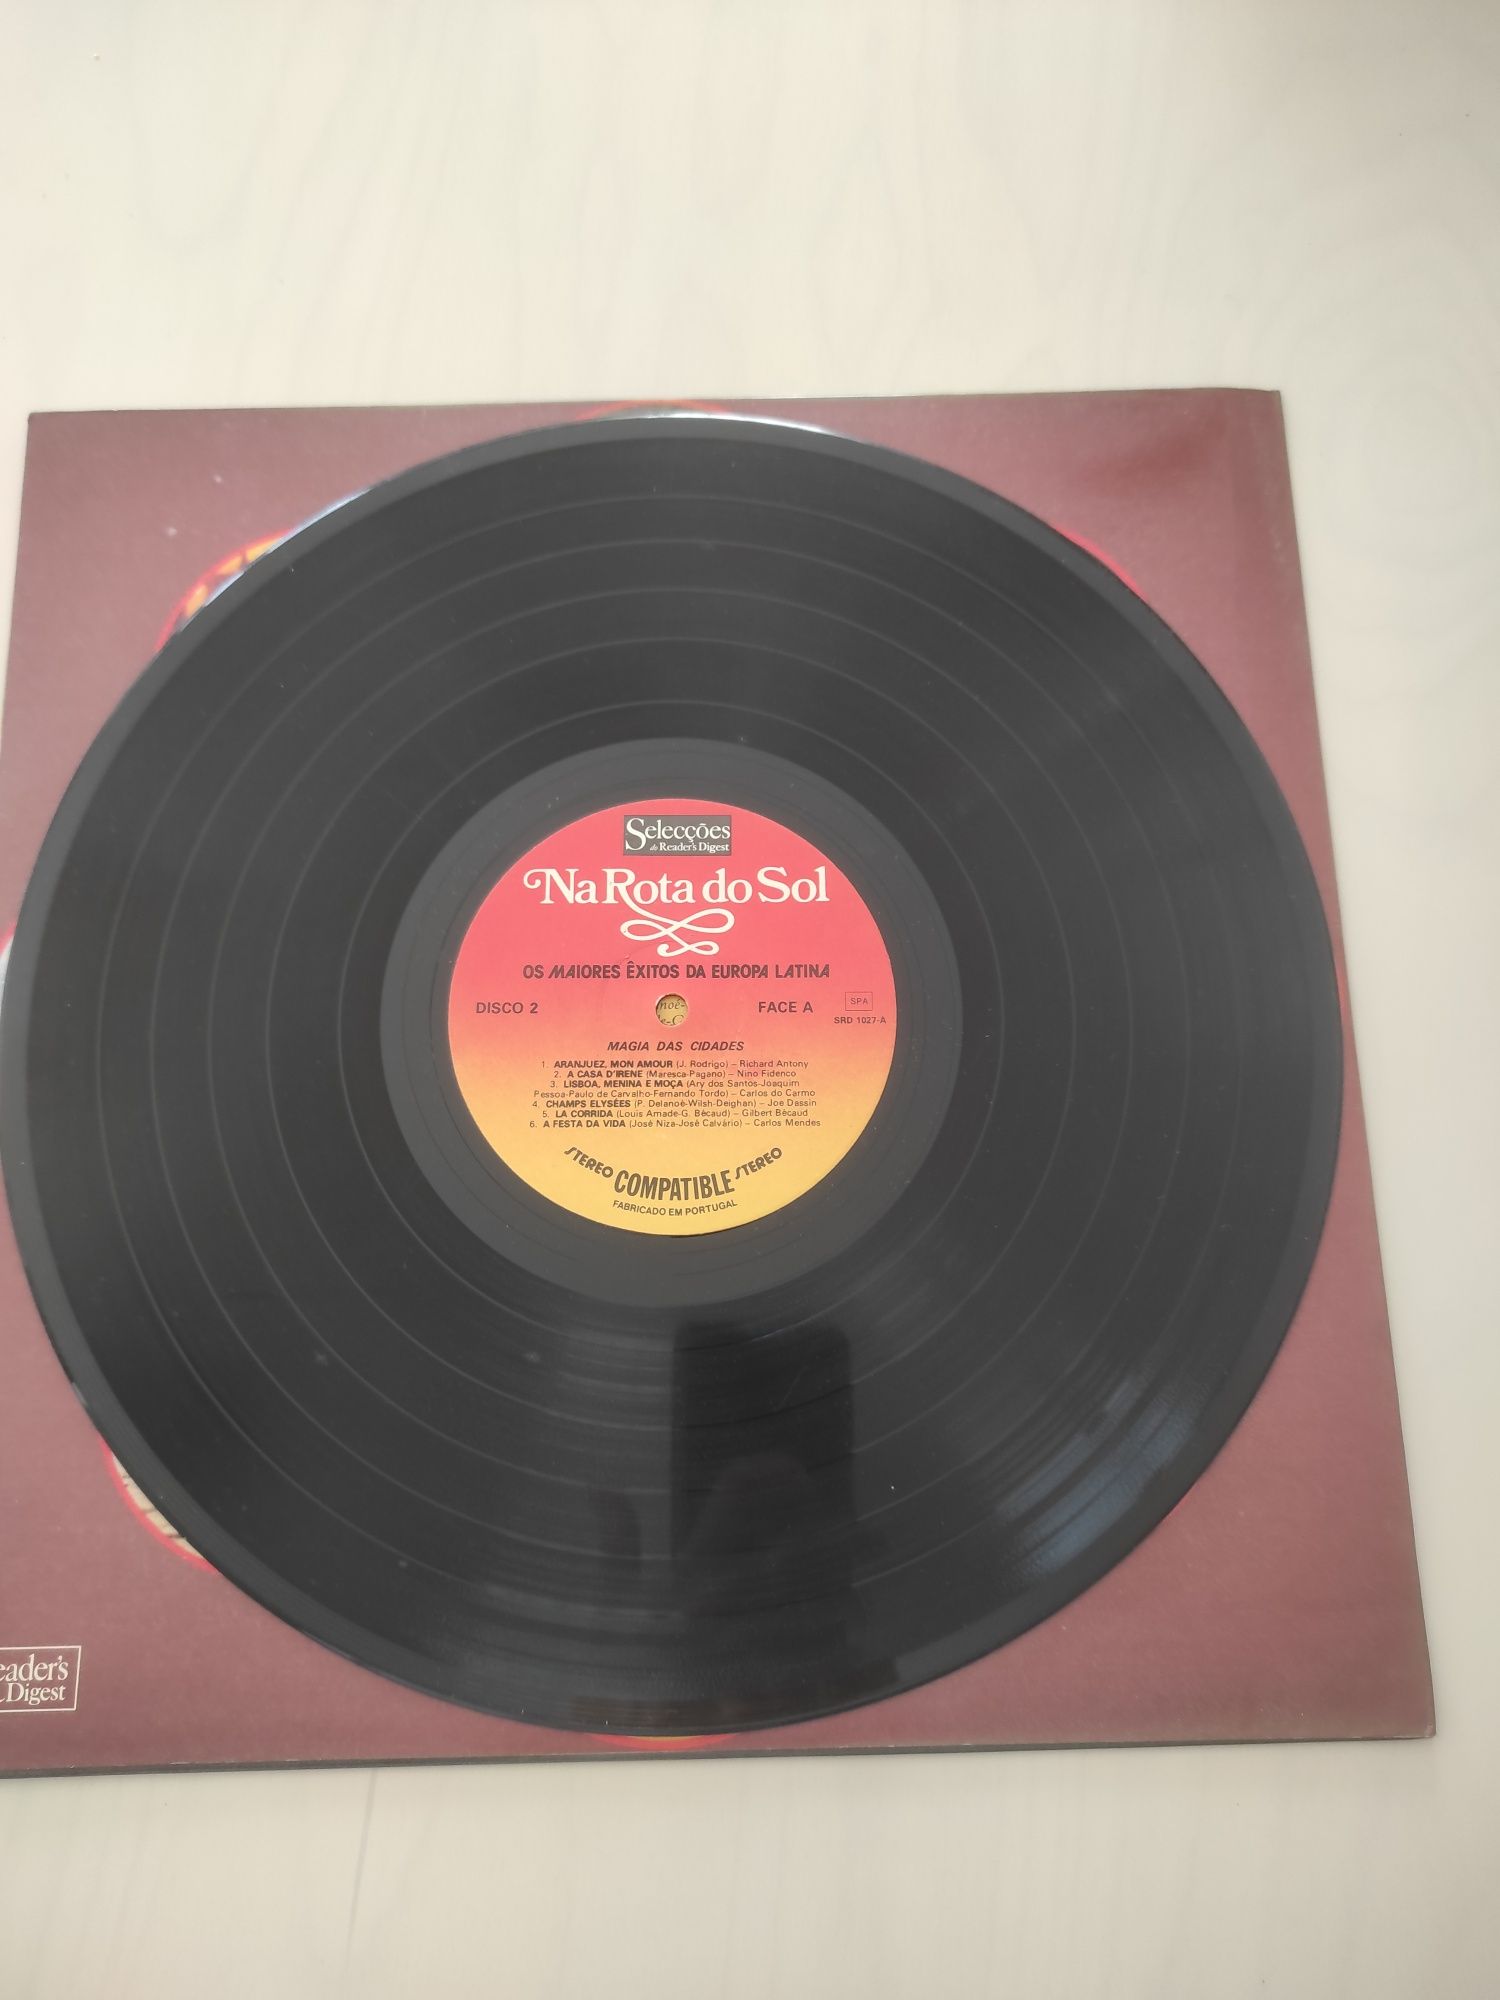 Selecções
do Reader's Digest
Na Rota do Sol
OS MAIORES ÊXITOS DA EUROPA LATINA
DISCO 2
FACE A
SPA
SRD 1027-A
MAGIA DAS CIDADES
1. ARANJUEZ, MON AMOUR (J. Rodrigo) – Richard Antony
2. A CASA D'IRENE (Maresca-Pagano) – Nino Fidenco
3. LISBOA, MENINA E MOÇA (Ary dos Santos-Joaquim
Pessoa-Paulo de Carvalho-Fernando Tordo) – Carlos do Carmo
4. CHAMPS ELYSÉES (P. Delanoë-Wilsh-Deighan) – Joe Dassin
5. LA CORRIDA (Louis Amade-G. Bécaud) – Gilbert Bécaud
6. A FESTA DA VIDA (José Niza-José Calvário) – Carlos Mendes
STEREO COMPATIBLE STEREO
FABRICADO EM PORTUGAL
eader's
Digest